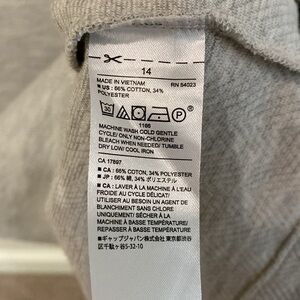 14
MADE IN VIETNAM
RN 54023
■ US : 66% COTTON, 34%
POLYESTER
30
P
1166
MACHINE WASH COLD GENTLE
CYCLE/ ONLY NON-CHLORINE
BLEACH WHEN NEEDED/ TUMBLE
DRY LOW/ COOL IRON
CA 17897
■ CA : 66% COTON, 34% POLYESTER
■ JP : 66% 綿, 34% ポリエステル
■ CA : LAVER À LA MACHINE À L'EAU
FROIDE AU CYCLE DÉLICAT/
UTILISER AU BESOIN UN AGENT DE
BLANCHIMENT SANS CHLORE
UNIQUEMENT/ SÉCHER À LA
MACHINE À BASSE TEMPÉRATURE/
REPASSER À BASSE TEMPÉRATURE
■ギャップジャパン株式会社 東京都渋谷
区千駄ヶ谷5-32-10